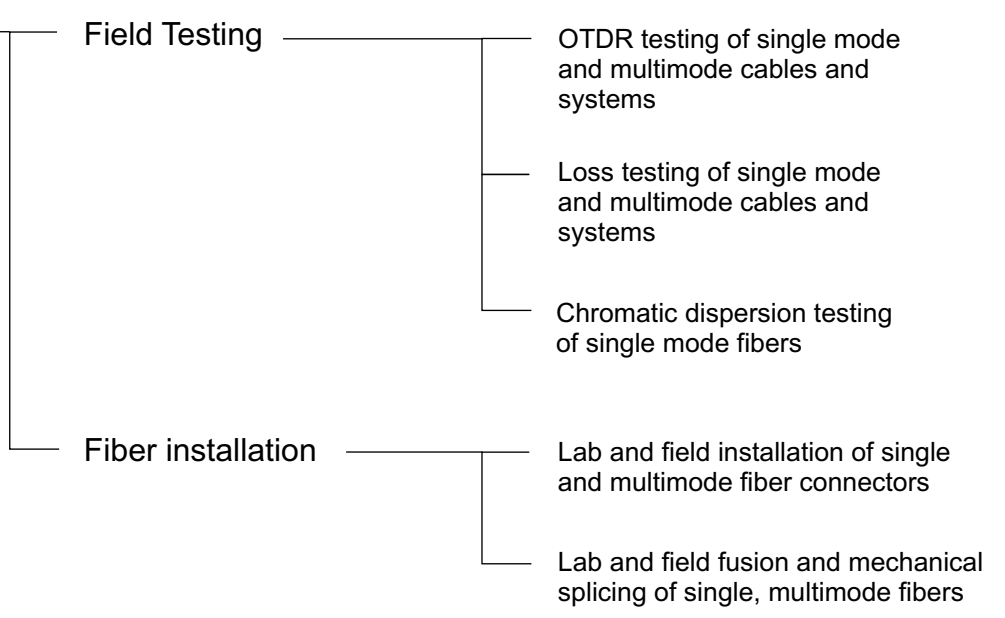 Field Testing
OTDR testing of single mode
and multimode cables and
systems
Loss testing of single mode
and multimode cables and
systems
Chromatic dispersion testing
of single mode fibers
Fiber installation
Lab and field installation of single
and multimode fiber connectors
Lab and field fusion and mechanical
splicing of single, multimode fibers